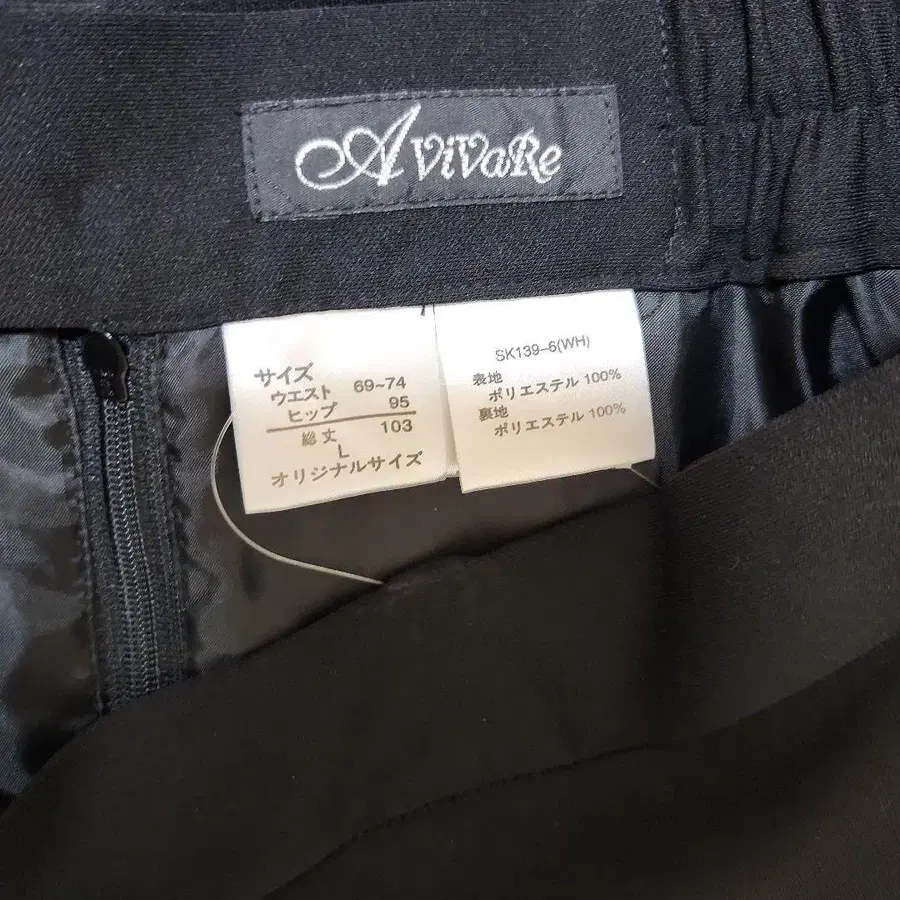 AViVaRe
サイズ
ウエスト 69~74
ヒップ 95
総丈 103
L
オリジナルサイズ
SK139-6(WH)
表地
ポリエステル 100%
裏地
ポリエステル 100%